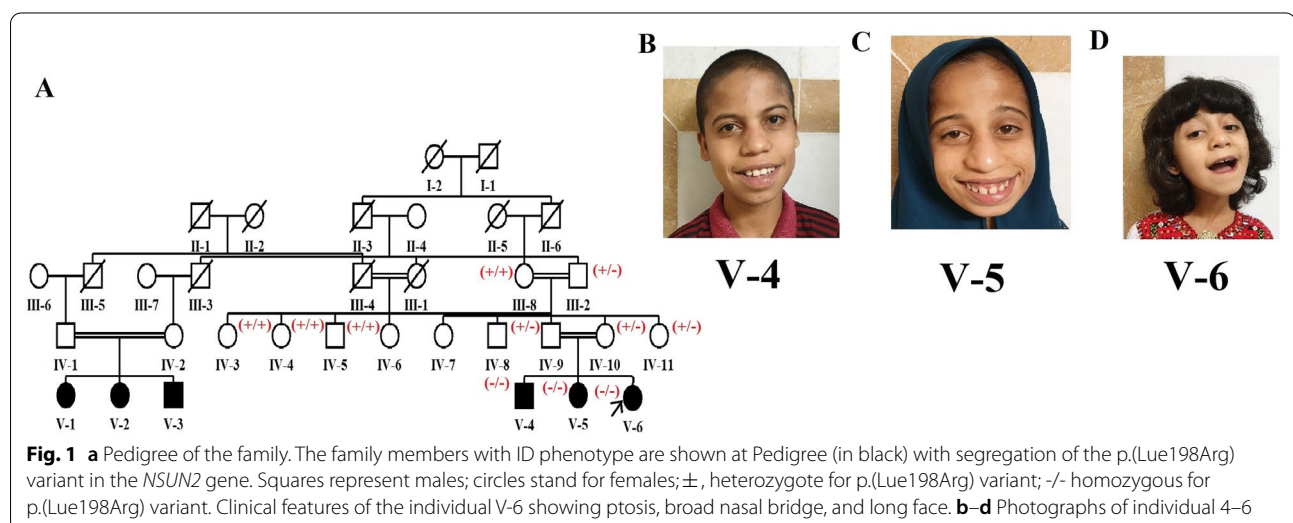 B
C
D
A
V-4
V-5
V-6
I-2
I-1
II-1
II-2
II-3
II-4
II-5
II-6
(+/+)
(+/-)
III-6
III-5
III-7
III-3
III-4
III-1
III-8
III-2
(+/+)
(+/+)
(+/+)
(+/-)
(+/-)
(+/-)
IV-1
IV-2
IV-3
IV-4
IV-5
IV-6
IV-7
IV-8
IV-9
IV-10
IV-11
(-/-)
(-/-)
(-/-)
V-1
V-2
V-3
V-4
V-5
V-6
Fig. 1 a Pedigree of the family. The family members with ID phenotype are shown at Pedigree (in black) with segregation of the p.(Lue198Arg)
variant in the NSUN2 gene. Squares represent males; circles stand for females; ±, heterozygote for p.(Lue198Arg) variant; -/- homozygous for
p.(Lue198Arg) variant. Clinical features of the individual V-6 showing ptosis, broad nasal bridge, and long face. b–d Photographs of individual 4–6